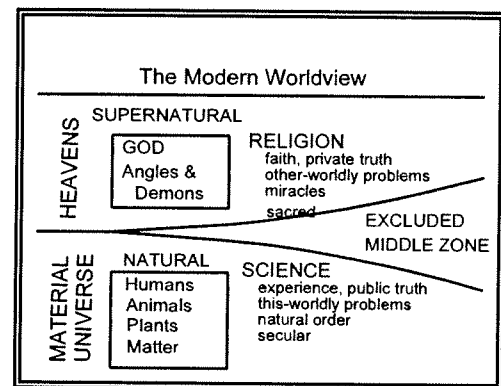 The Modern Worldview
HEAVENS
SUPERNATURAL
GOD
Angles &
Demons
RELIGION
faith, private truth
other-worldly problems
miracles
sacred
EXCLUDED
MIDDLE ZONE
MATERIAL
UNIVERSE
NATURAL
Humans
Animals
Plants
Matter
SCIENCE
experience, public truth
this-worldly problems
natural order
secular